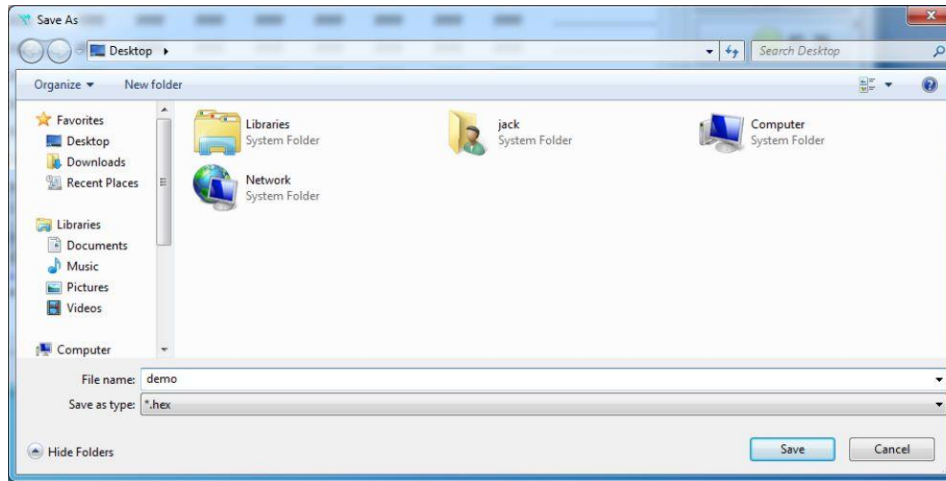 Save As
Desktop
Search Desktop
Organize
New folder
Favorites
Desktop
Downloads
Recent Places
Libraries
Documents
Music
Pictures
Videos
Computer
Libraries
System Folder
jack
System Folder
Computer
System Folder
Network
System Folder
File name: demo
Save as type: *.hex
Hide Folders
Save
Cancel